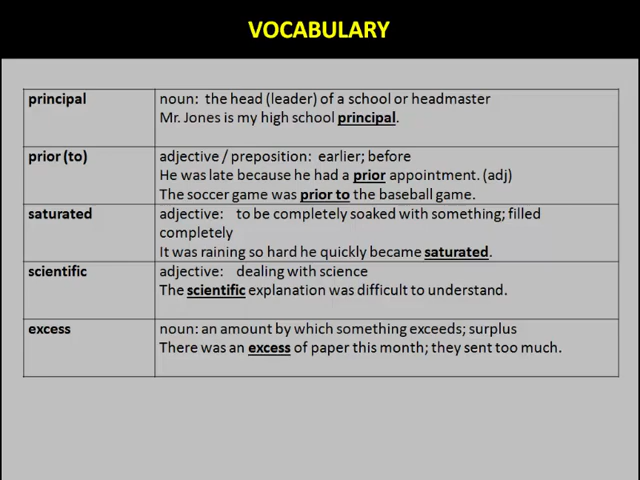 VOCABULARY
principal
noun: the head (leader) of a school or headmaster
Mr. Jones is my high school principal.
prior (to)
adjective / preposition: earlier; before
He was late because he had a prior appointment. (adj)
The soccer game was prior to the baseball game.
saturated
adjective: to be completely soaked with something; filled
completely
It was raining so hard he quickly became saturated.
scientific
adjective: dealing with science
The scientific explanation was difficult to understand.
excess
noun: an amount by which something exceeds; surplus
There was an excess of paper this month; they sent too much.